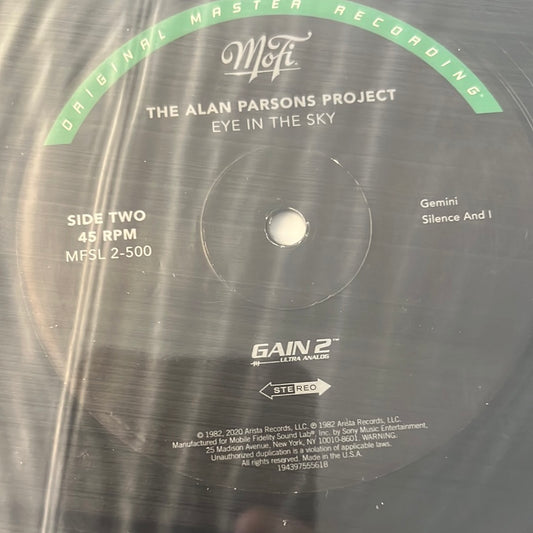 ORIGINAL MASTER RECORDING
MoFi
THE ALAN PARSONS PROJECT
EYE IN THE SKY
SIDE TWO
45 RPM
MFSL 2-500
Gemini
Silence And I
GAIN 2™
ULTRA ANALOG
STEREO
© 1982, 2020 Arista Records, LLC. ℗ 1982 Arista Records, LLC.
Manufactured for Mobile Fidelity Sound Lab®, Inc. by Sony Music Entertainment,
25 Madison Avenue, New York, NY 10010-8601. WARNING:
Unauthorized duplication is a violation of applicable laws.
All rights reserved. Made in the U.S.A.
194397555618